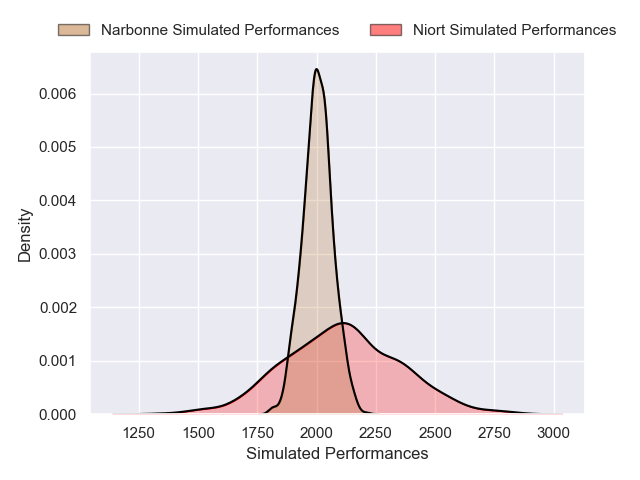 Narbonne Simulated Performances
Niort Simulated Performances
0.006
0.005
0.004
0.003
0.002
0.001
0.000
Density
1250 1500 1750 2000 2250 2500 2750 3000
Simulated Performances